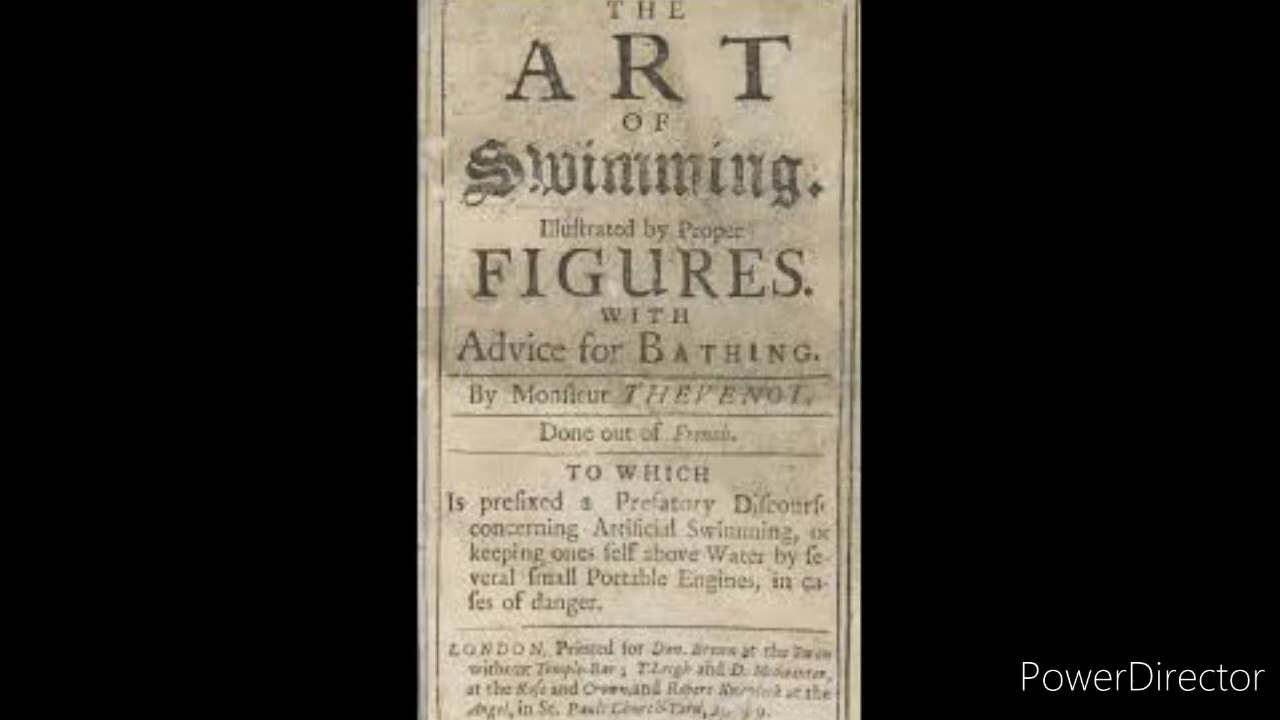 THE
ART
OF
Swimming.
Illuſtrated by Proper
FIGURES.
WITH
Advice for BATHING.
By Monſieur THEVENOT.
Done out of French.
TO WHICH
Is prefixed a Prefatory Diſcourſe
concerning Artificial Swimming, or
keeping ones ſelf above Water by ſe-
veral ſmall Portable Engines, in ca-
ſes of danger.
LONDON, Printed for Dan. Brown at the Swan
without Temple-Bar; T. Leigh and D.
at the Roſe and Crown and Robert at the
Angel, in St. Pauls Church-Yard,
PowerDirector